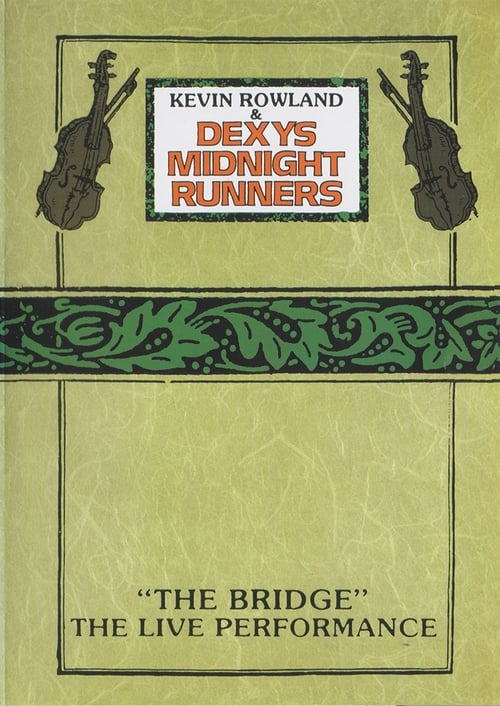 KEVIN ROWLAND
&
DEXYS
MIDNIGHT
RUNNERS
"THE BRIDGE"
THE LIVE PERFORMANCE